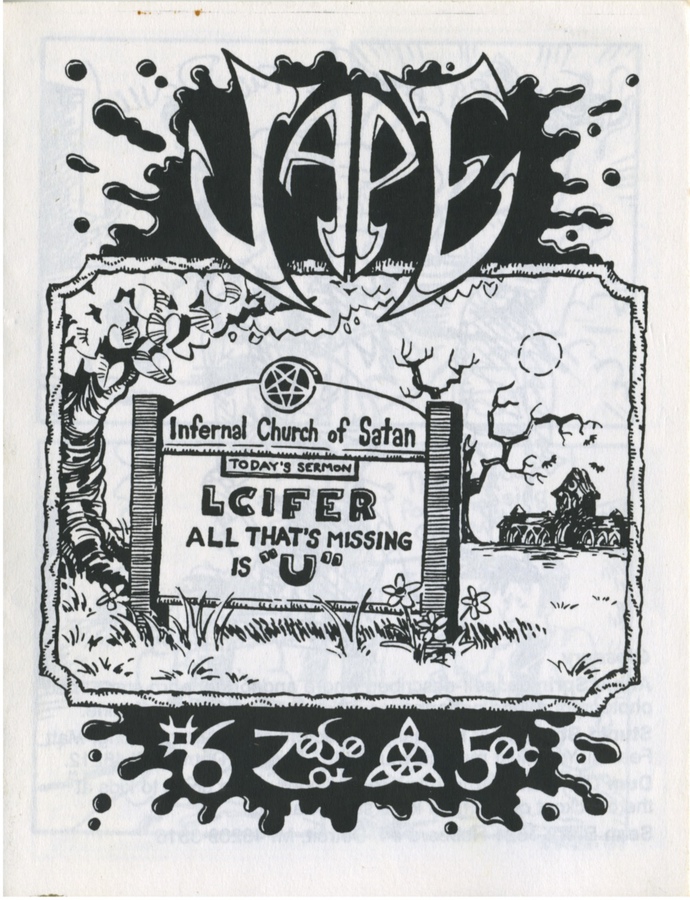 JAPE
Infernal Church of Satan
TODAY'S SERMON
LCIFER
ALL THAT'S MISSING
IS "U"
#6 50¢